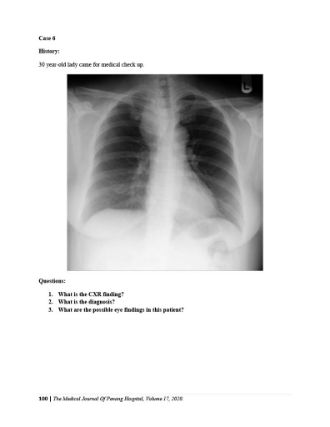 Case 6
History:
30 year-old lady came for medical check up.
Questions:
1. What is the CXR finding?
2. What is the diagnosis?
3. What are the possible eye findings in this patient?
100 | The Medical Journal Of Penang Hospital, Volume 17, 2020